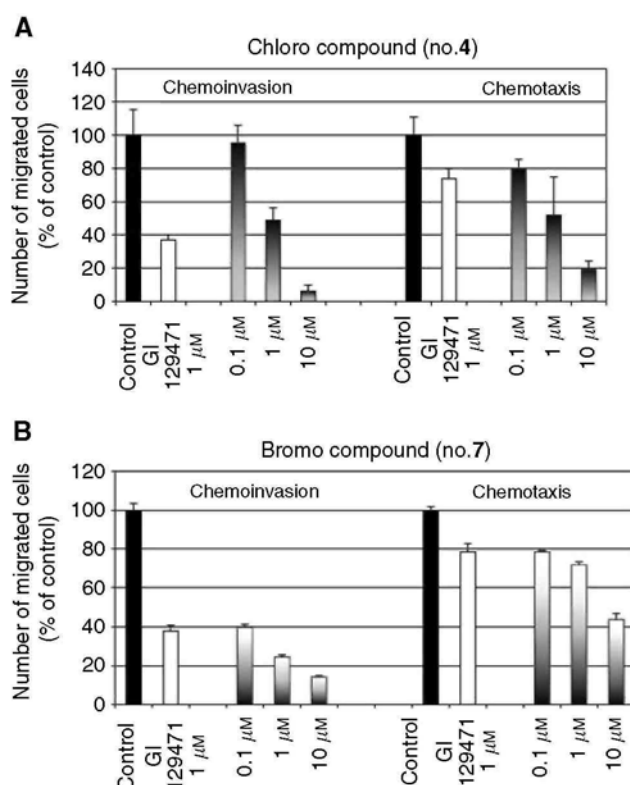 A
Chloro compound (no.4)
Chemoinvasion
Chemotaxis
Number of migrated cells
(% of control)
140
120
100
80
60
40
20
0
Control
GI
129471
1 μM
0.1 μM
1 μM
10 μM
Control
GI
129471
1 μM
0.1 μM
1 μM
10 μM
B
Bromo compound (no.7)
Chemoinvasion
Chemotaxis
Number of migrated cells
(% of control)
120
100
80
60
40
20
0
Control
GI
129471
1 μM
0.1 μM
1 μM
10 μM
Control
GI
129471
1 μM
0.1 μM
1 μM
10 μM